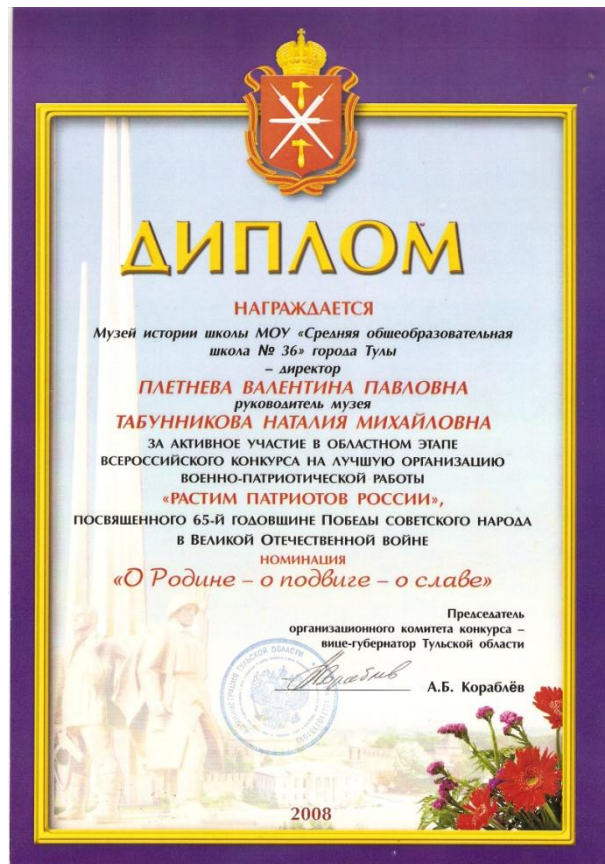 ДИПЛОМ
НАГРАЖДАЕТСЯ
Музей истории школы МОУ «Средняя общеобразовательная
школа № 36» города Тулы
– директор
ПЛЕТНЕВА ВАЛЕНТИНА ПАВЛОВНА
руководитель музея
ТАБУННИКОВА НАТАЛИЯ МИХАЙЛОВНА
ЗА АКТИВНОЕ УЧАСТИЕ В ОБЛАСТНОМ ЭТАПЕ
ВСЕРОССИЙСКОГО КОНКУРСА НА ЛУЧШУЮ ОРГАНИЗАЦИЮ
ВОЕННО-ПАТРИОТИЧЕСКОЙ РАБОТЫ
«РАСТИМ ПАТРИОТОВ РОССИИ»,
ПОСВЯЩЕННОГО 65-Й ГОДОВЩИНЕ ПОБЕДЫ СОВЕТСКОГО НАРОДА
В ВЕЛИКОЙ ОТЕЧЕСТВЕННОЙ ВОЙНЕ
НОМИНАЦИЯ
«О Родине – о подвиге – о славе»
Председатель
организационного комитета конкурса –
вице-губернатор Тульской области
АДМИНИСТРАЦИЯ ТУЛЬСКОЙ ОБЛАСТИ
А.Б. Кораблёв
2008